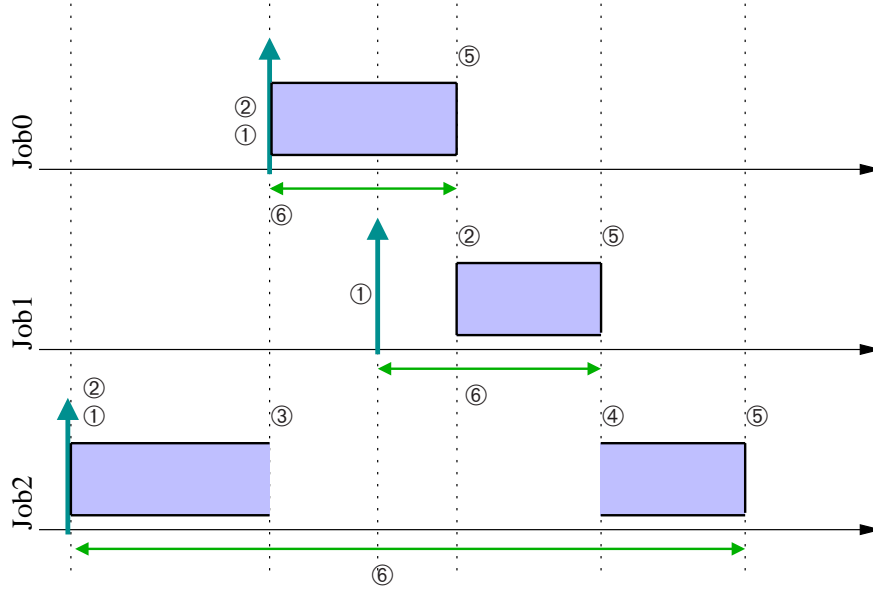 ⑤
②
①
Job0
⑥
② ⑤
①
Job1
⑥
②
① ③ ④ ⑤
Job2
⑥